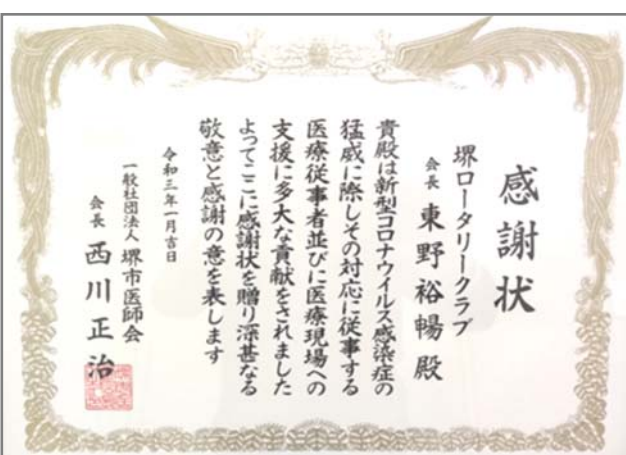 感謝状
堺ロータリークラブ
会長 東野裕暢殿
貴殿は新型コロナウイルス感染症の
猛威に際しその対応に従事する
医療従事者並びに医療現場への
支援に多大な貢献をされました
よってここに感謝状を贈り深甚なる
敬意と感謝の意を表します
令和三年一月吉日
一般社団法人 堺市医師会
会長 西川正治